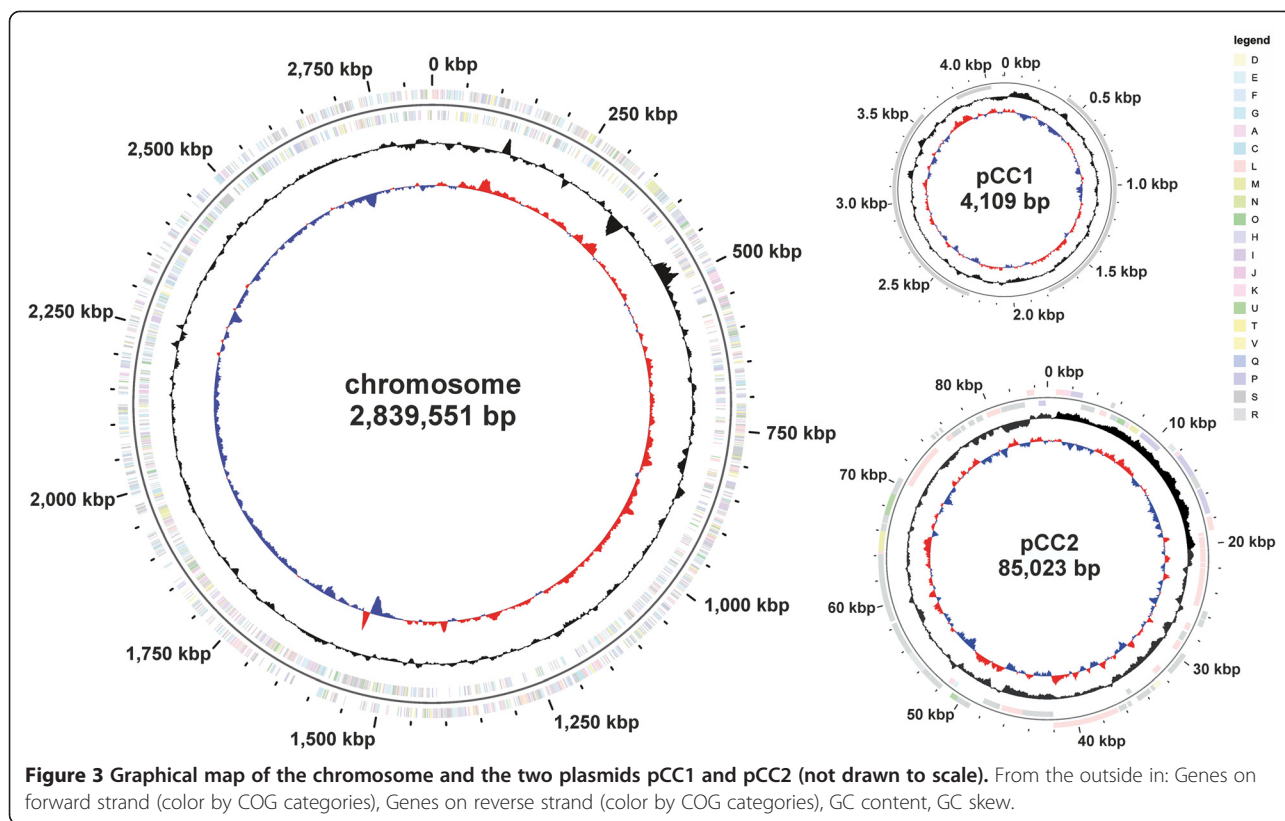 0 kbp
250 kbp
500 kbp
750 kbp
1,000 kbp
1,250 kbp
1,500 kbp
1,750 kbp
2,000 kbp
2,250 kbp
2,500 kbp
2,750 kbp
chromosome
2,839,551 bp
0 kbp
0.5 kbp
1.0 kbp
1.5 kbp
2.0 kbp
2.5 kbp
3.0 kbp
3.5 kbp
4.0 kbp
pCC1
4,109 bp
0 kbp
10 kbp
20 kbp
30 kbp
40 kbp
50 kbp
60 kbp
70 kbp
80 kbp
pCC2
85,023 bp
legend
D
E
F
G
A
C
L
M
N
O
H
I
J
K
U
T
V
Q
P
S
R
Figure 3 Graphical map of the chromosome and the two plasmids pCC1 and pCC2 (not drawn to scale). From the outside in: Genes on
forward strand (color by COG categories), Genes on reverse strand (color by COG categories), GC content, GC skew.